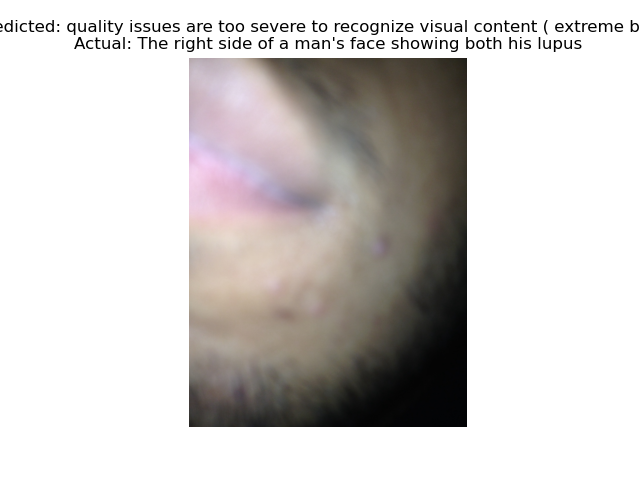 edicted: quality issues are too severe to recognize visual content ( extreme b
Actual: The right side of a man's face showing both his lupus